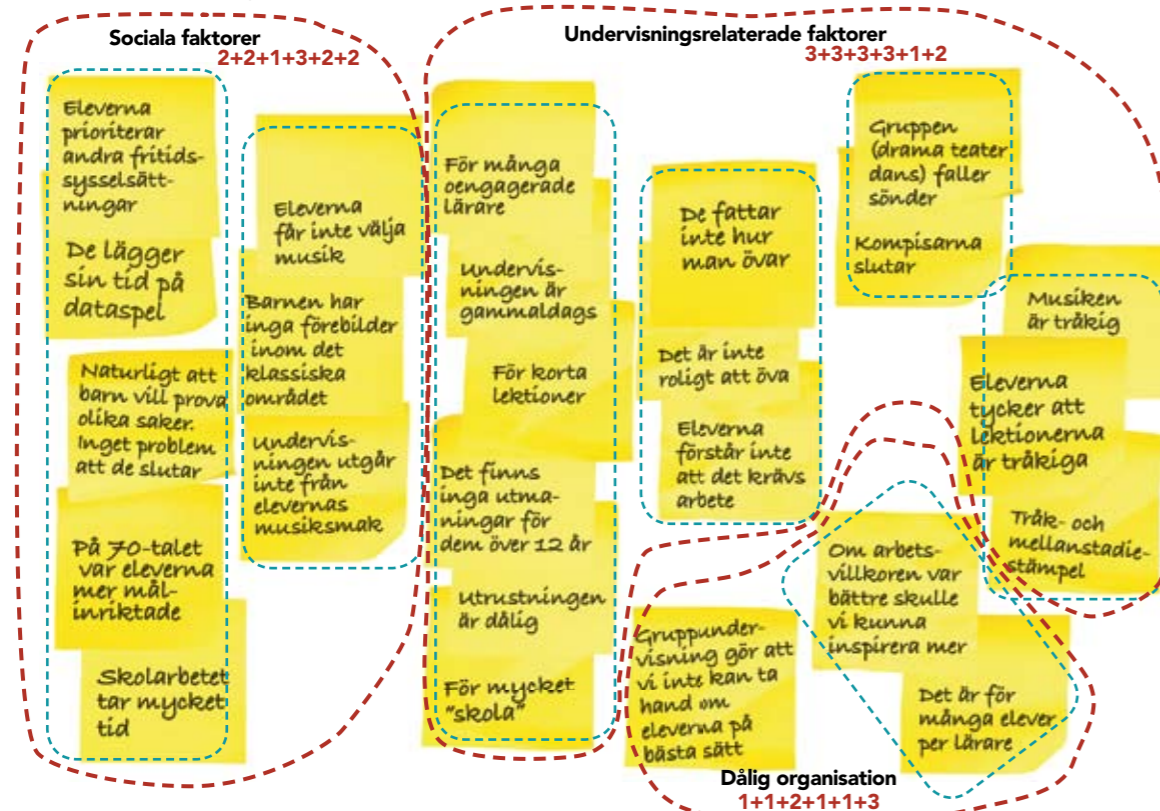 Sociala faktorer
2+2+1+3+2+2
Eleverna
prioriterar
andra fritids-
sysselsätt-
ningar
De lägger
sin tid på
dataspel
Naturligt att
barn vill prova
olika saker.
Inget problem
att de slutar
På 70-talet
var eleverna
mer mål-
inriktade
Skolarbetet
tar mycket
tid
Eleverna
får inte välja
musik
Barnen har
inga förebilder
inom det
klassiska
området
Undervis-
ningen utgår
inte från
elevernas
musiksmak
Undervisningsrelaterade faktorer
3+3+3+3+3+1+2
För många
oengagerade
lärare
Undervis-
ningen är
gammaldags
För korta
lektioner
Det finns
inga utma-
ningar för
dem över 12 år
Utrustningen
är dålig
För mycket
"skola"
De fattar
inte hur
man övar
Det är inte
roligt att öva
Eleverna
förstår inte
att det krävs
arbete
Gruppen
(drama teater
dans) faller
sönder
Kompisarna
slutar
Musiken
är tråkig
Eleverna
tycker att
lektionerna
är tråkiga
Tråk- och
mellanstadie-
stämpel
Gruppunder-
visning gör att
vi inte kan ta
hand om
eleverna på
bästa sätt
Om arbets-
villkoren var
bättre skulle
vi kunna
inspirera mer
Det är för
många elever
per lärare
Dålig organisation
1+1+2+1+1+3